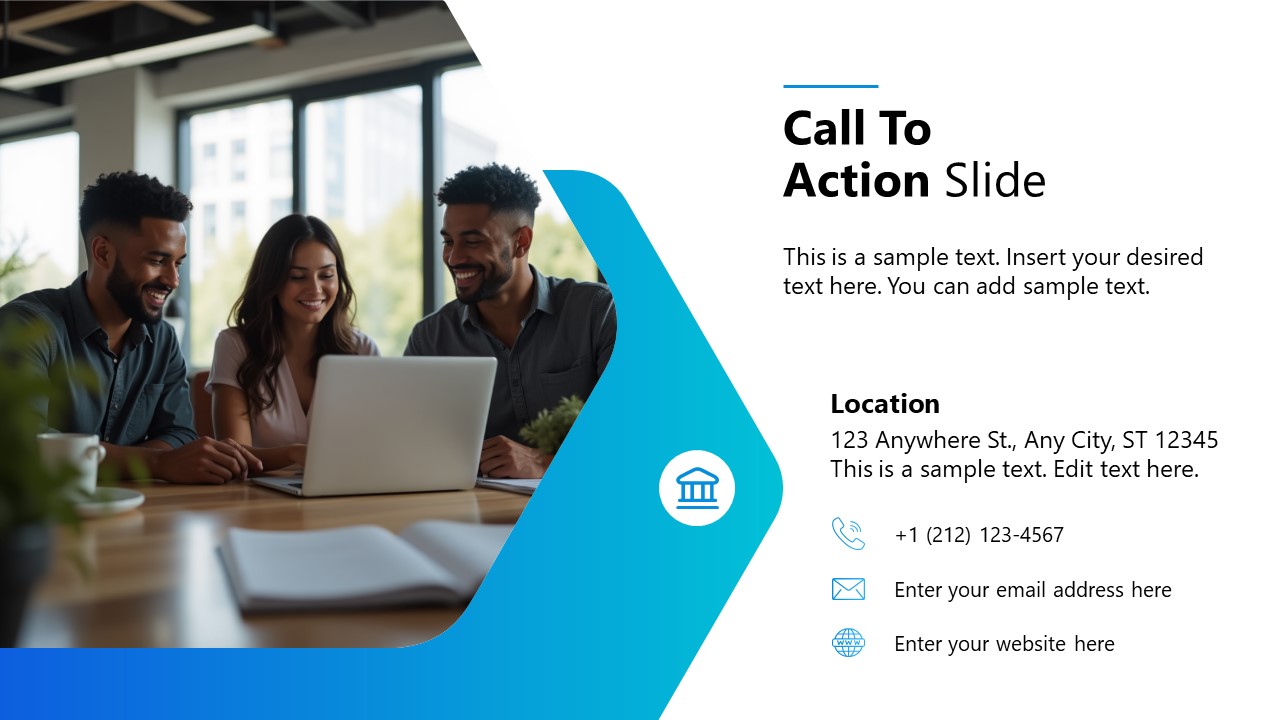 Call To
Action Slide
This is a sample text. Insert your desired
text here. You can add sample text.
Location
123 Anywhere St., Any City, ST 12345
This is a sample text. Edit text here.
+1 (212) 123-4567
Enter your email address here
WWW
Enter your website here